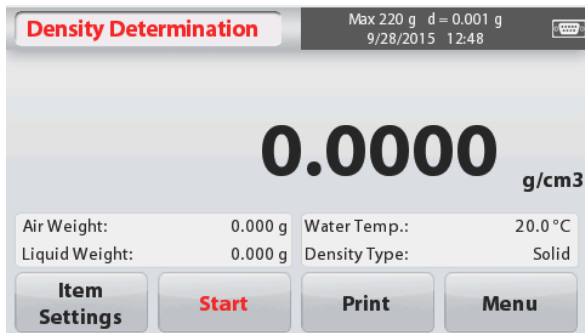 Density Determination
Max 220 g d = 0.001 g
9/28/2015 12:48
0.0000
g/cm3
Air Weight: 0.000 g
Water Temp.: 20.0 °C
Liquid Weight: 0.000 g
Density Type: Solid
Item
Settings
Start
Print
Menu